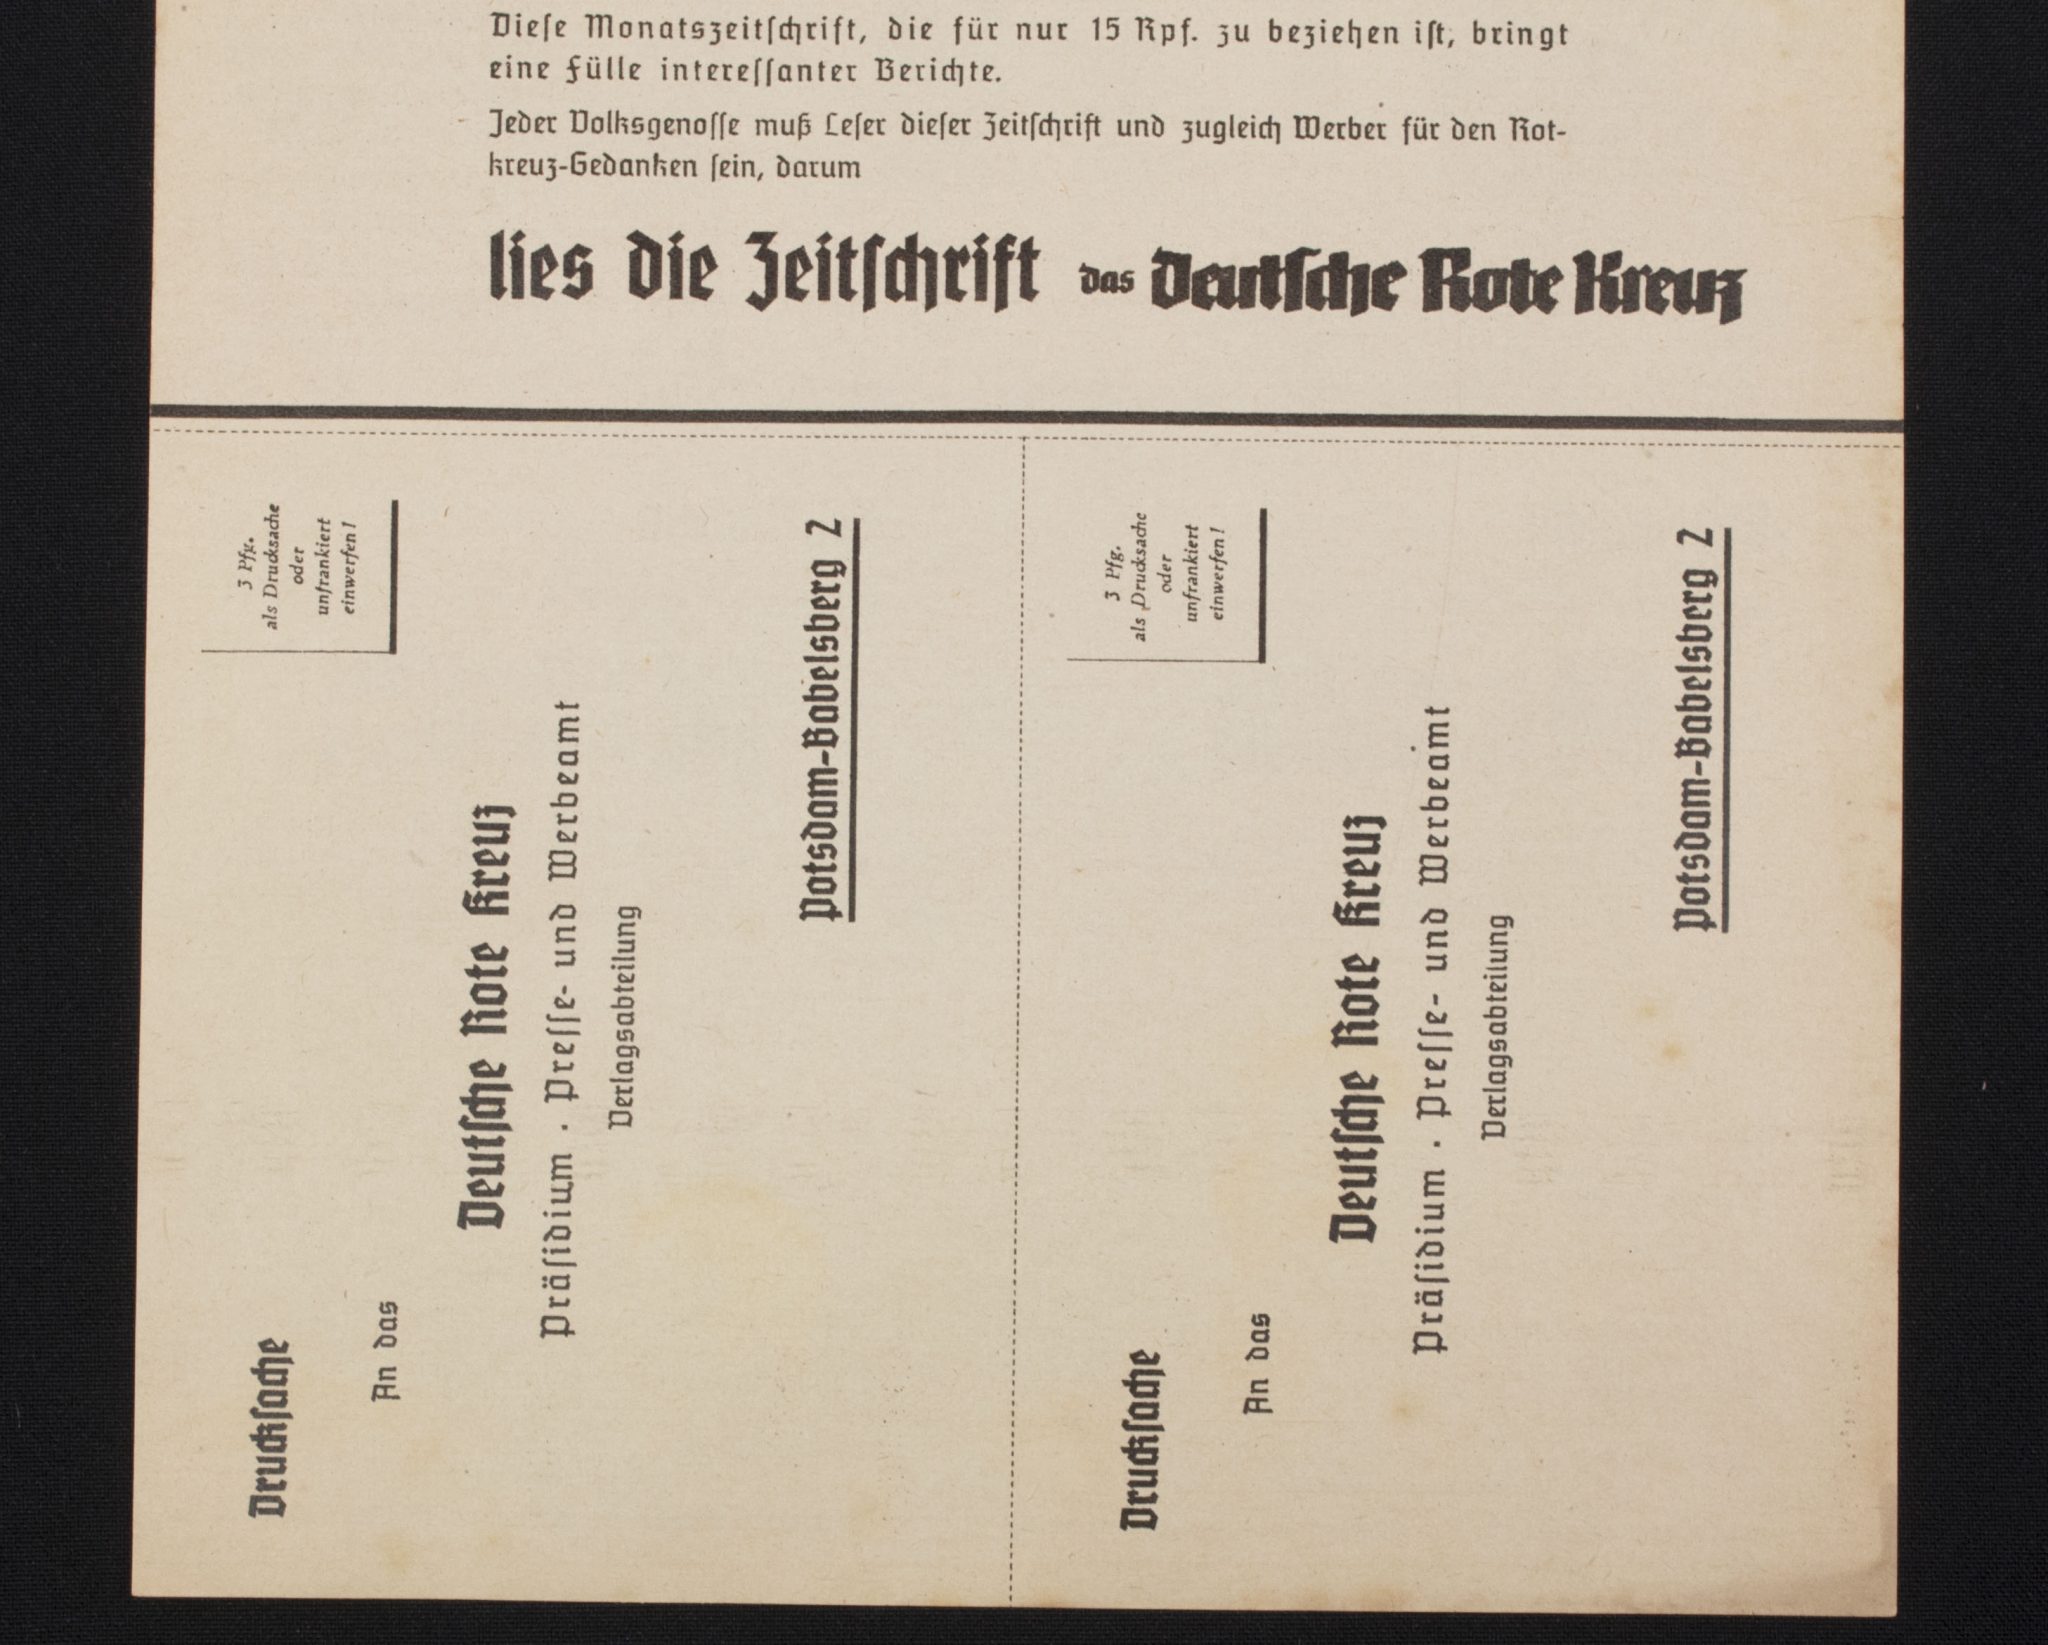 Dieſe Monatszeitſchrift, die für nur 15 Rpf. zu beziehen iſt, bringt
eine Fülle intereſſanter Berichte.
Jeder Volksgenoſſe muß Leſer dieſer Zeitſchrift und zugleich Werber für den Rot-
kreuz-Gedanken ſein, darum
lies die Zeitſchrift das Deutſche Rote Kreuz
3 Pfg.
als Druckſache
oder
unfrankiert
einwerfen!
Druckſache
An das
Deutſche Rote Kreuz
Präſidium · Preſſe- und Werbeamt
Verlagsabteilung
Potsdam-Babelsberg 2
3 Pfg.
als Druckſache
oder
unfrankiert
einwerfen!
Druckſache
An das
Deutſche Rote Kreuz
Präſidium · Preſſe- und Werbeamt
Verlagsabteilung
Potsdam-Babelsberg 2